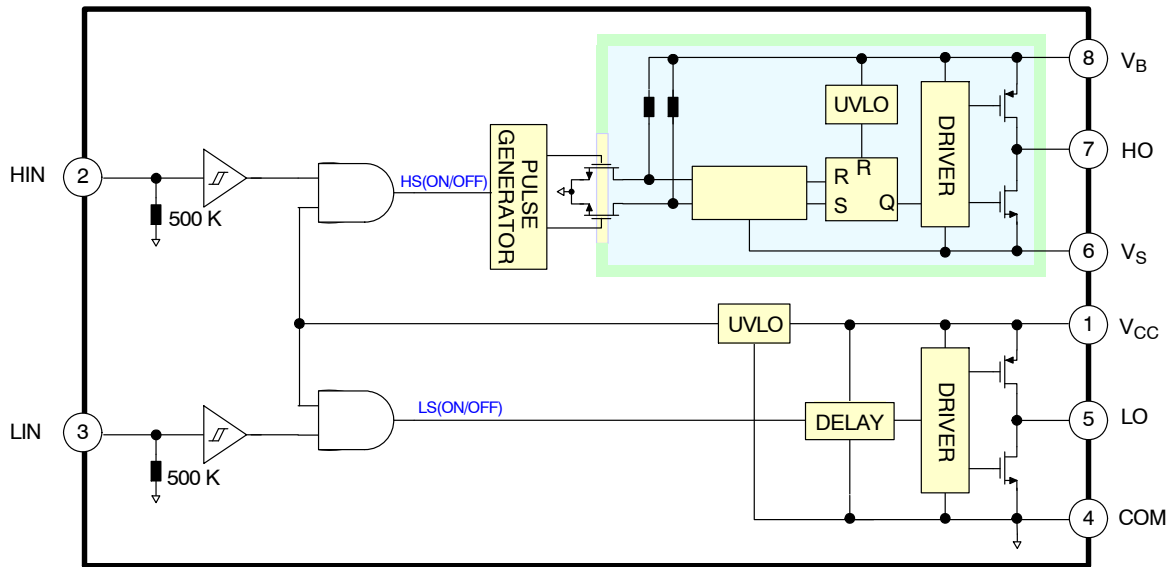 8
V_B
UVLO
DRIVER
PULSE
GENERATOR
HIN
2
7
HO
HS(ON/OFF)
R
R
S
Q
500 K
6
V_S
UVLO
1
V_CC
DRIVER
LS(ON/OFF)
DELAY
5
LO
LIN
3
500 K
4
COM